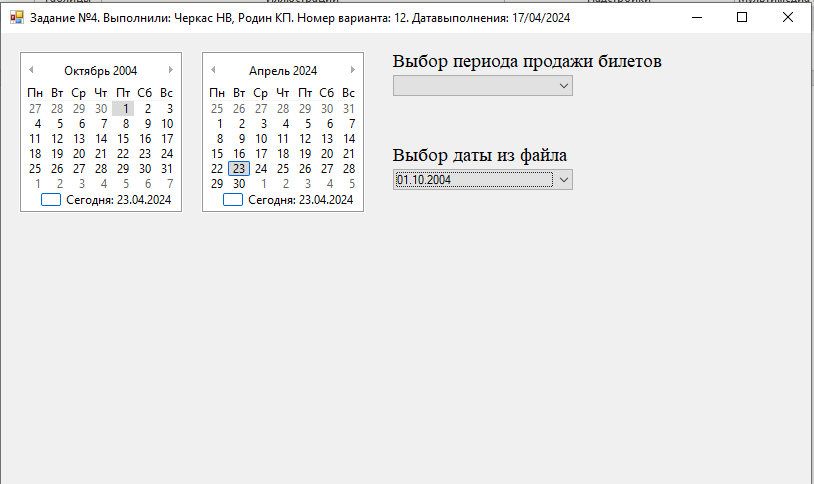 Задание №4. Выполнили: Черкас НВ, Родин КП. Номер варианта: 12. Датавыполнения: 17/04/2024
Октябрь 2004
Пн Вт Ср Чт Пт Сб Вс
27 28 29 30 1 2 3
4 5 6 7 8 9 10
11 12 13 14 15 16 17
18 19 20 21 22 23 24
25 26 27 28 29 30 31
1 2 3 4 5 6 7
Сегодня: 23.04.2024
Апрель 2024
Пн Вт Ср Чт Пт Сб Вс
25 26 27 28 29 30 31
1 2 3 4 5 6 7
8 9 10 11 12 13 14
15 16 17 18 19 20 21
22 23 24 25 26 27 28
29 30 1 2 3 4 5
Сегодня: 23.04.2024
Выбор периода продажи билетов
Выбор даты из файла
01.10.2004